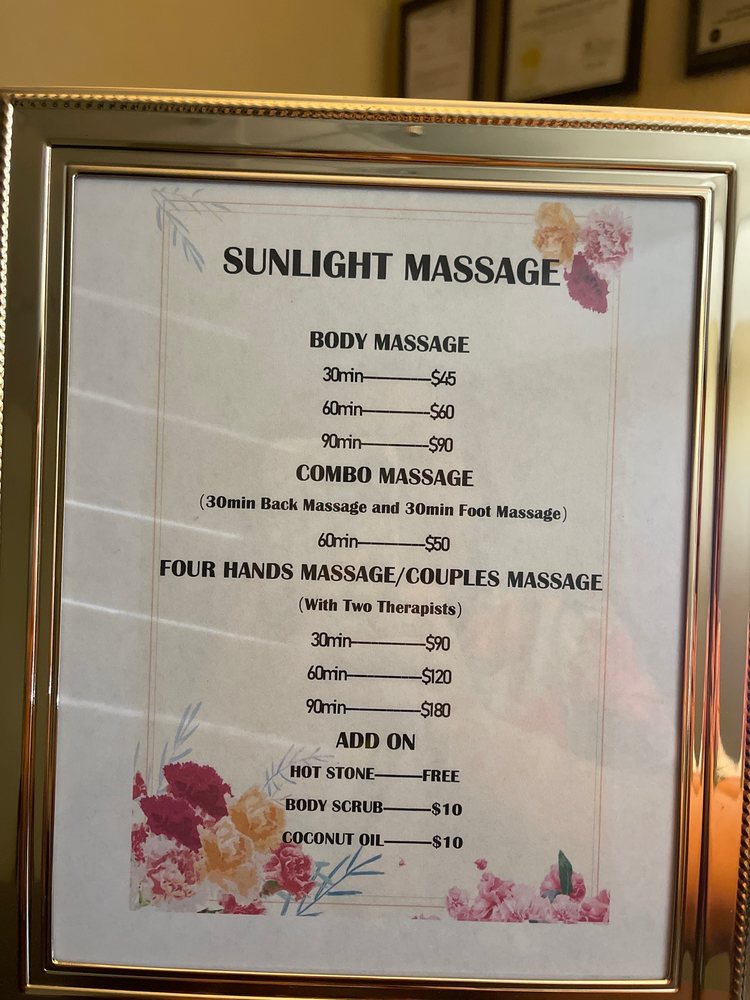 SUNLIGHT MASSAGE
BODY MASSAGE
30min————$45
60min————$60
90min————$90
COMBO MASSAGE
(30min Back Massage and 30min Foot Massage)
60min————$50
FOUR HANDS MASSAGE/COUPLES MASSAGE
(With Two Therapists)
30min————$90
60min————$120
90min————$180
ADD ON
HOT STONE———FREE
BODY SCRUB———$10
COCONUT OIL———$10